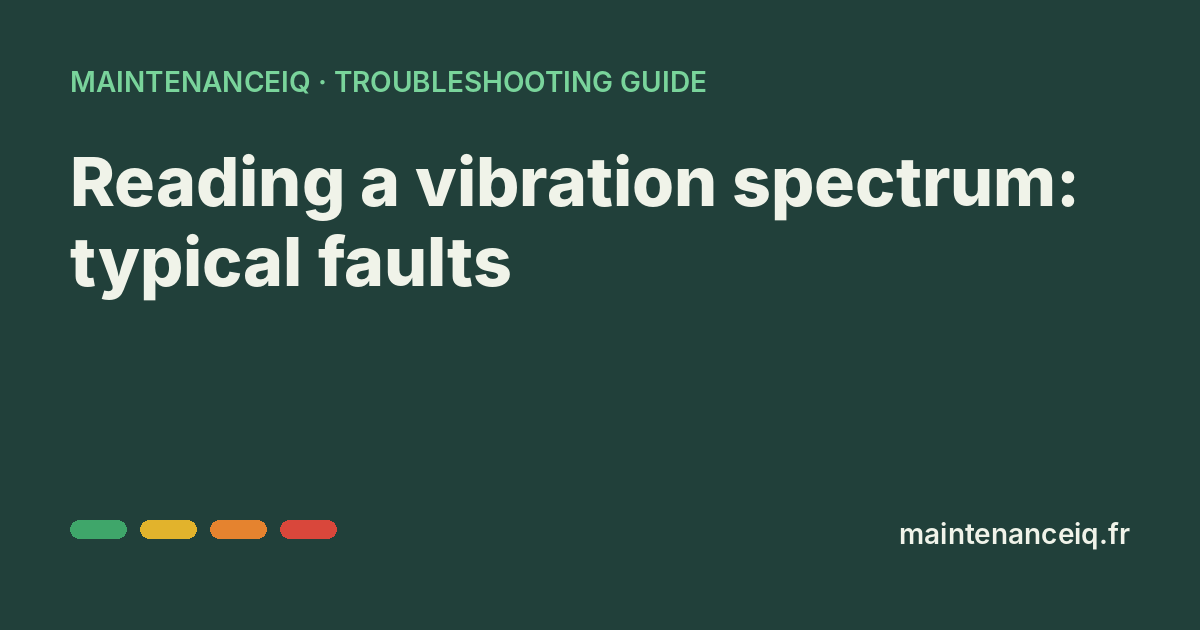 MAINTENANCEIQ · TROUBLESHOOTING GUIDE
Reading a vibration spectrum:
typical faults
maintenanceiq.fr